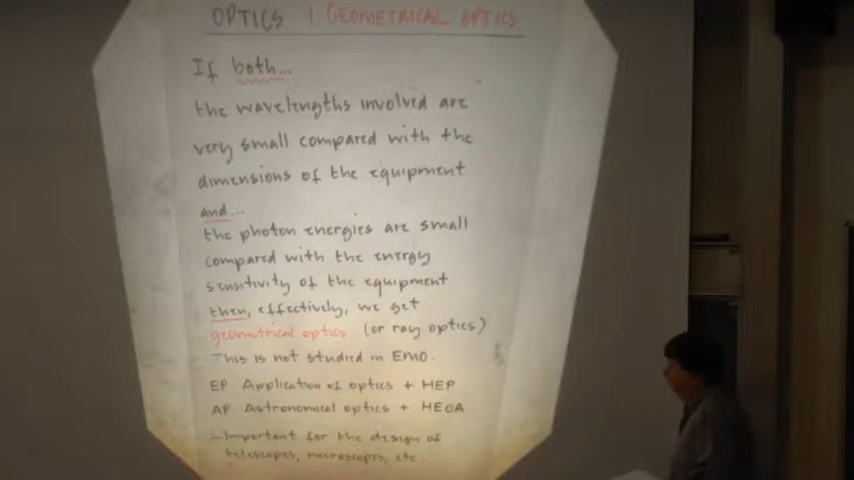 OPTICS 1. GEOMETRICAL OPTICS
If both...
the wavelengths involved are
very small compared with the
dimensions of the equipment
and...
the photon energies are small
compared with the energy
sensitivity of the equipment
then, effectively, we get
geometrical optics (or ray optics)
This is not studied in EMO.
EP Application of optics + HEP
AP Astronomical optics + HEOA
– Important for the design of
telescopes, microscopes, etc.